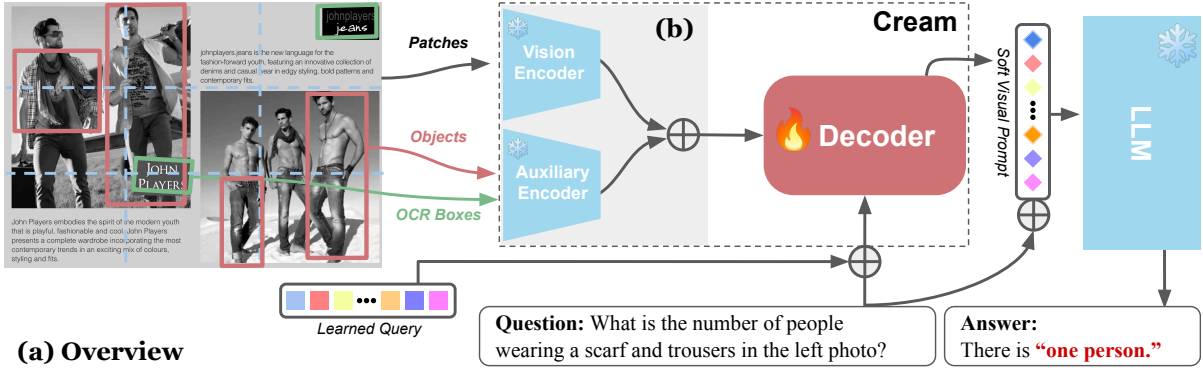 johnplayers
jeans
johnplayers.jeans is the new language for the
fashion-forward youth, featuring an innovative collection of
denims and casual wear in edgy styling, bold patterns and
contemporary fits.
JOHN
PLAYERS
John Players embodies the spirit of the modern youth
that is playful, fashionable and cool. John Players
presents a complete wardrobe incorporating the most
contemporary trends in an exciting mix of colours,
styling and fits.
(a) Overview
Patches
Objects
OCR Boxes
Learned Query
(b)
Cream
Vision
Encoder
Auxiliary
Encoder
Decoder
Soft Visual
Prompt
LLM
Question: What is the number of people
wearing a scarf and trousers in the left photo?
Answer:
There is “one person.”